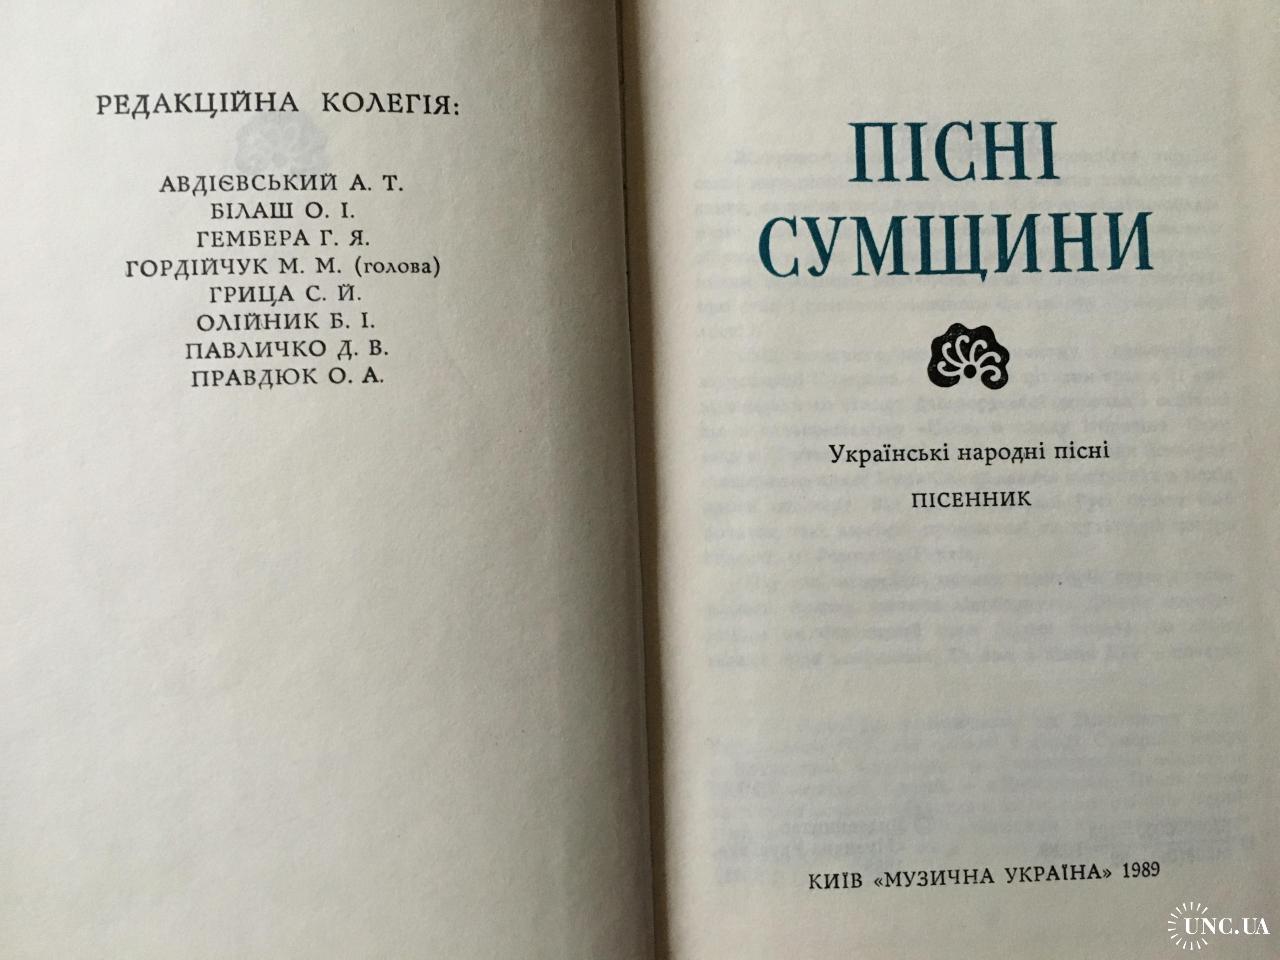 РЕДАКЦІЙНА КОЛЕГІЯ:
АВДІЄВСЬКИЙ А. Т.
БІЛАШ О. І.
ГЕМБЕРА Г. Я.
ГОРДІЙЧУК М. М. (голова)
ГРИЦА С. Й.
ОЛІЙНИК Б. І.
ПАВЛИЧКО Д. В.
ПРАВДЮК О. А.
ПІСНІ
СУМЩИНИ
Українські народні пісні
ПІСЕННИК
КИЇВ «МУЗИЧНА УКРАЇНА» 1989
UNC.UA